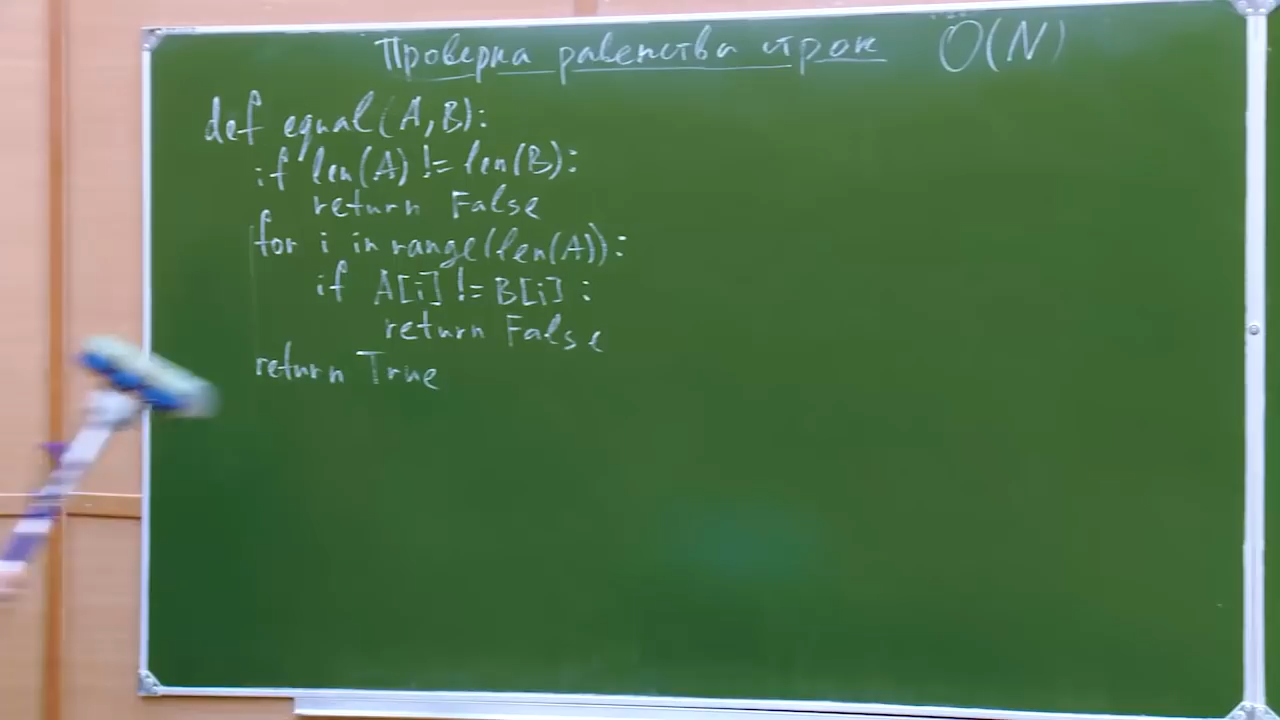 Проверка равенства строк O(N)
def equal(A,B):
if len(A) != len(B):
return False
for i in range(len(A)):
if A[i] != B[i]:
return False
return True